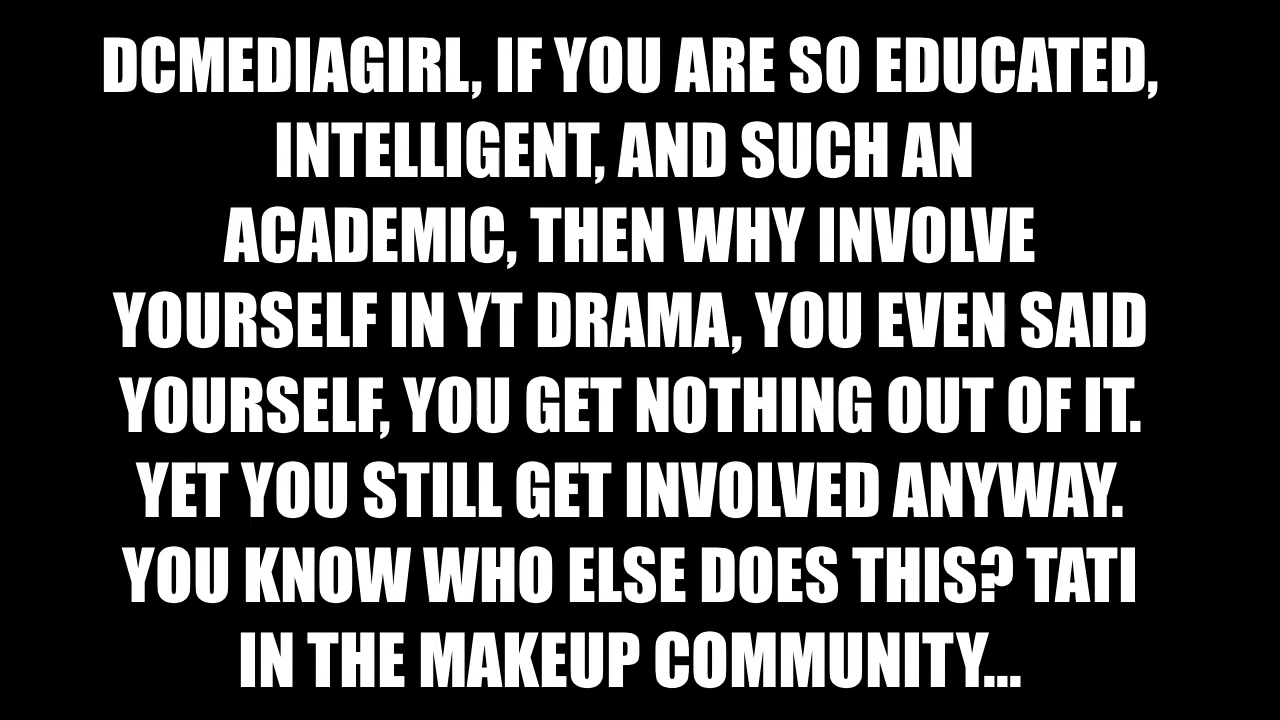 DCMEDIAGIRL, IF YOU ARE SO EDUCATED,
INTELLIGENT, AND SUCH AN
ACADEMIC, THEN WHY INVOLVE
YOURSELF IN YT DRAMA, YOU EVEN SAID
YOURSELF, YOU GET NOTHING OUT OF IT.
YET YOU STILL GET INVOLVED ANYWAY.
YOU KNOW WHO ELSE DOES THIS? TATI
IN THE MAKEUP COMMUNITY...